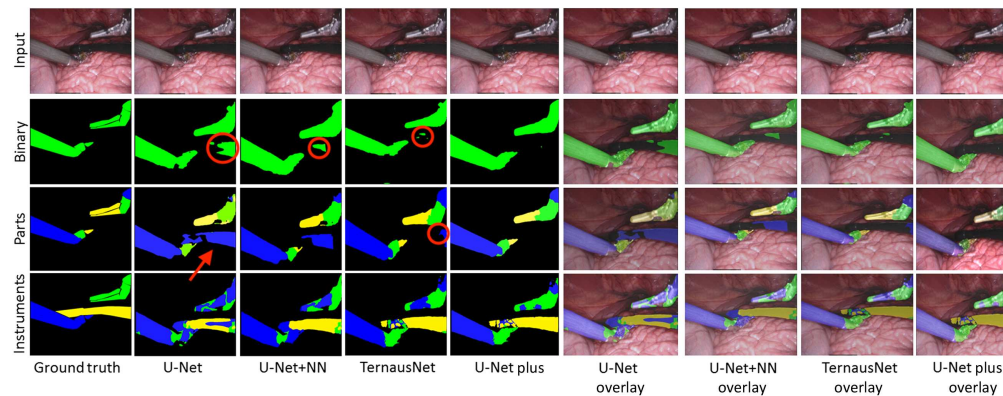 Input
Binary
Parts
Instruments
Ground truth
U-Net
U-Net+NN
TernausNet
U-Net plus
U-Net
overlay
U-Net+NN
overlay
TernausNet
overlay
U-Net plus
overlay